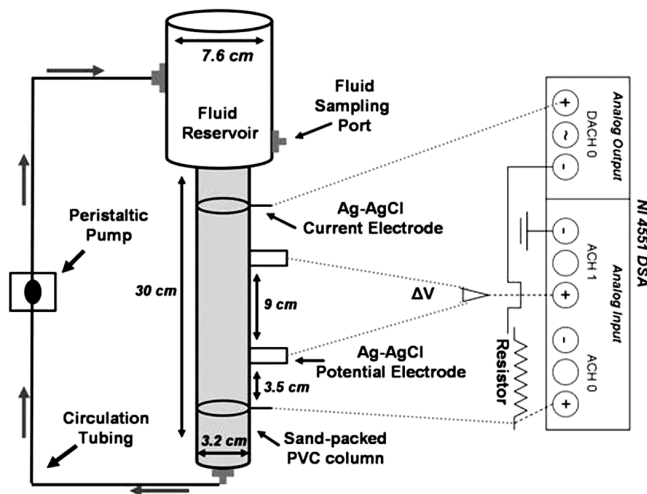 7.6 cm
Fluid
Reservoir
Fluid
Sampling
Port
Ag-AgCl
Current Electrode
Peristaltic
Pump
30 cm
9 cm
ΔV
Ag-AgCl
Potential Electrode
3.5 cm
Circulation
Tubing
3.2 cm
Sand-packed
PVC column
Resistor
+
~
-
DACH 0
Analog Output
-
+
ACH 1
-
+
ACH 0
Analog Input
NI 4551 DSA